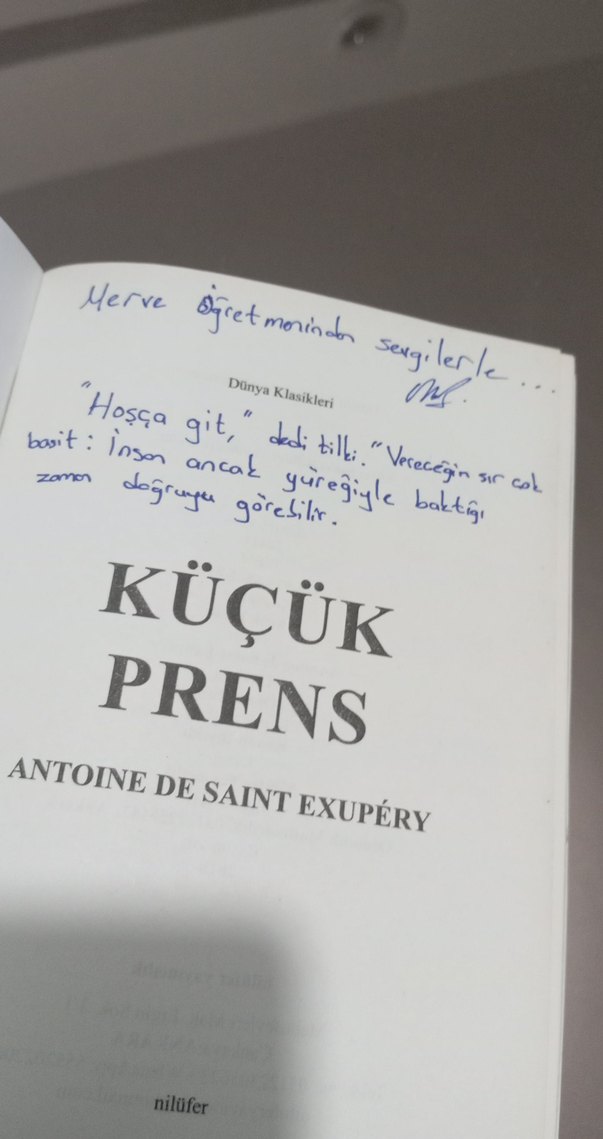 Merve Öğretmeninden sevgilerle...
Dünya Klasikleri
"Hoşça git," dedi tilki. "Vereceğin sır çok
basit: İnsan ancak yüreğiyle baktığı
zaman doğruyu görebilir.
KÜÇÜK
PRENS
ANTOINE DE SAINT EXUPÉRY
nilüfer